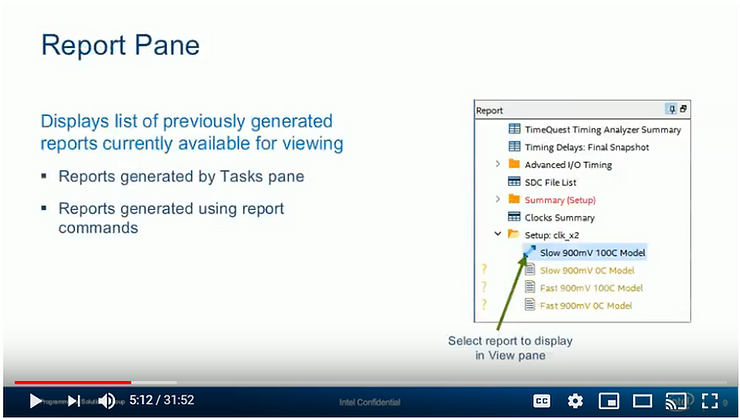 Report Pane
Displays list of previously generated
reports currently available for viewing
Reports generated by Tasks pane
Reports generated using report
commands
Report
TimeQuest Timing Analyzer Summary
Timing Delays: Final Snapshot
Advanced I/O Timing
SDC File List
Summary (Setup)
Clocks Summary
Setup: clk_x2
Slow 900mV 100C Model
? Slow 900mV 0C Model
? Fast 900mV 100C Model
? Fast 900mV 0C Model
Select report to display
in View pane
5:12 / 31:52
Intel Confidential
CC
9